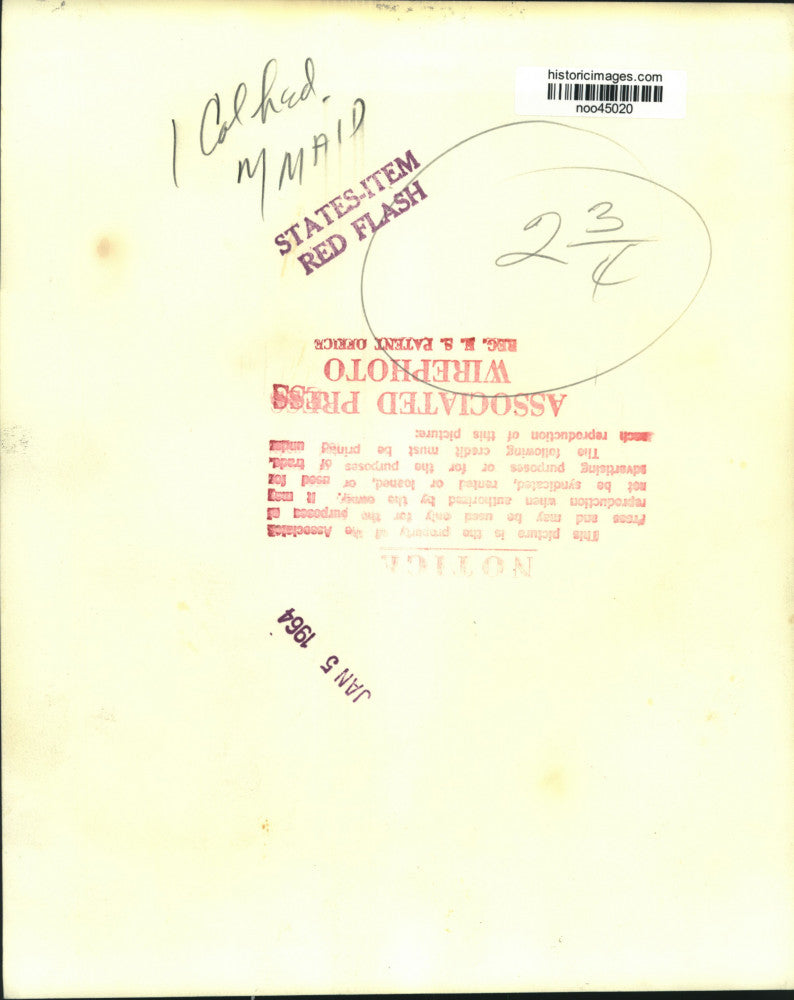 historicimages.com
noo45020
1 Col hed.
M MAID
STATES-ITEM
RED FLASH
2 3/4
NOTICE
This picture is the property of the Associated
Press and may be used only for the purposes of
reproduction when authorized by the owner. It may
not be syndicated, rented or loaned, or used for
advertising purposes or for the purposes of trade.
The following credit must be printed under
each reproduction of this picture:
ASSOCIATED PRESS
WIREPHOTO
REG. U. S. PATENT OFFICE
JAN 5 1964